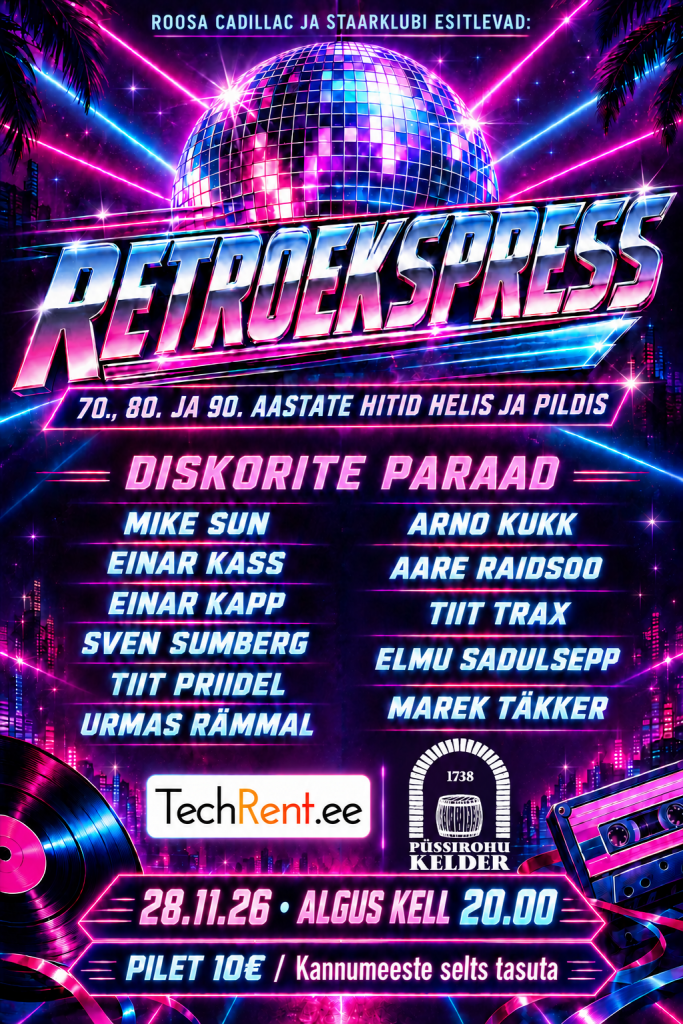 ROOSA CADILLAC JA STAARKLUBI ESITLEVAD:
RETROEKSPRESS
70., 80. JA 90. AASTATE HITID HELIS JA PILDIS
DISKORITE PARAAD
MIKE SUN
EINAR KASS
EINAR KAPP
SVEN SUMBERG
TIIT PRIIDEL
URMAS RÄMMAL
ARNO KUKK
AARE RAIDSOO
TIIT TRAX
ELMU SADULSEPP
MAREK TÄKKER
TechRent.ee
1738
PÜSSIROHU
KELDER
28.11.26 • ALGUS KELL 20.00
PILET 10€ / Kannumeeste selts tasuta